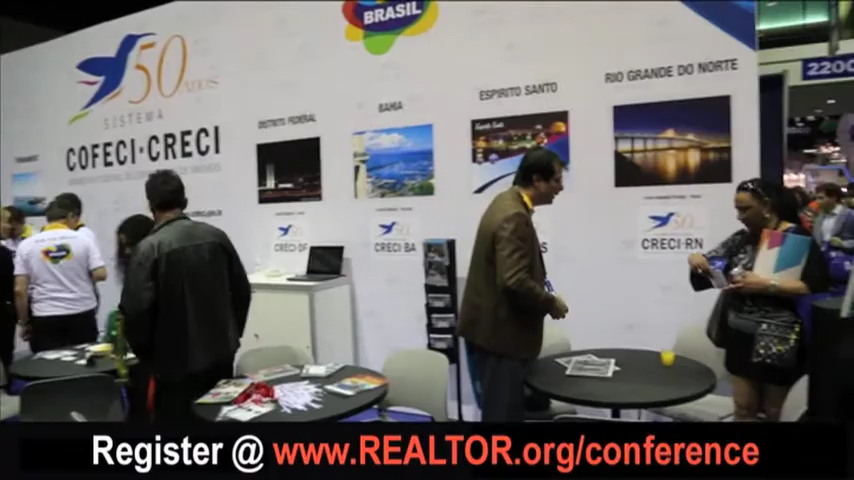 BRASIL
50
Anos
SISTEMA
COFECI·CRECI
DISTRITO FEDERAL
BAHIA
ESPIRITO SANTO
RIO GRANDE DO NORTE
2200
CRECI-DF
CRECI-BA
CRECI-RN
Register @ www.REALTOR.org/conference